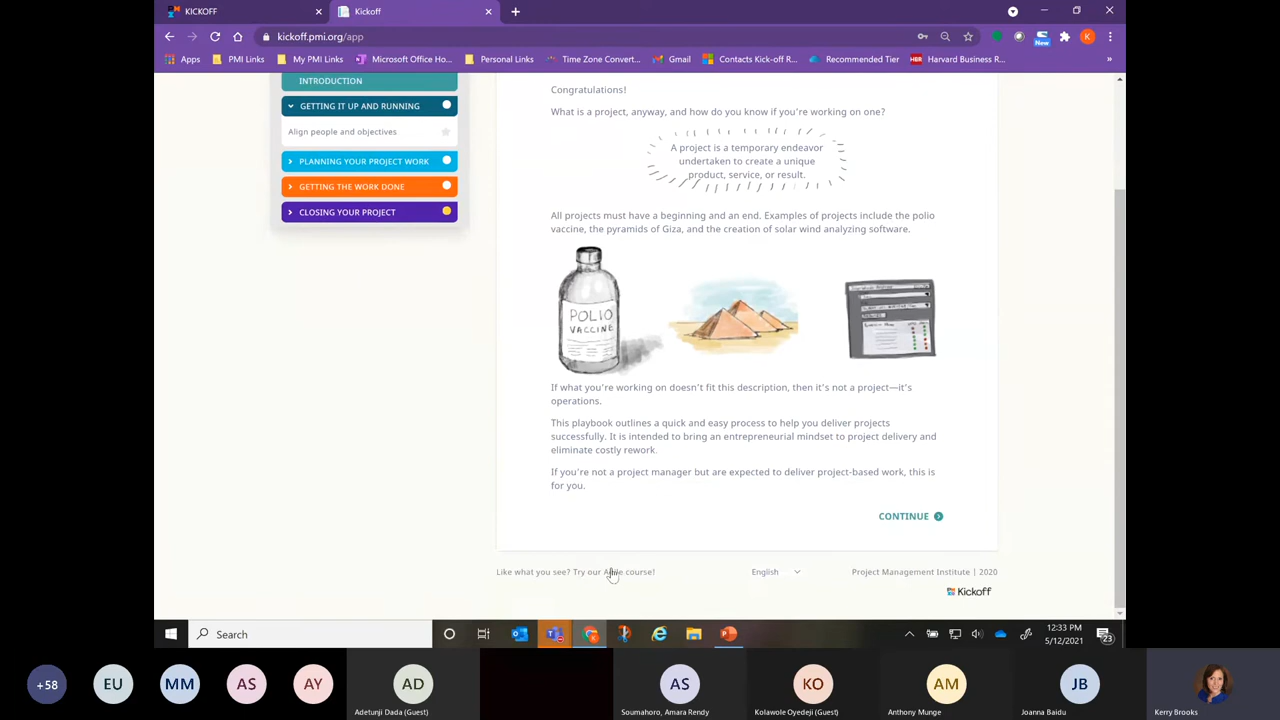 KICKOFF
Kickoff
kickoff.pmi.org/app
Apps
PMI Links
My PMI Links
Microsoft Office Ho...
Personal Links
Time Zone Convert...
Gmail
Contacts Kick-off R...
Recommended Tier
Harvard Business R...
»
New
INTRODUCTION
GETTING IT UP AND RUNNING
Align people and objectives
PLANNING YOUR PROJECT WORK
GETTING THE WORK DONE
CLOSING YOUR PROJECT
Congratulations!
What is a project, anyway, and how do you know if you're working on one?
A project is a temporary endeavor
undertaken to create a unique
product, service, or result.
All projects must have a beginning and an end. Examples of projects include the polio
vaccine, the pyramids of Giza, and the creation of solar wind analyzing software.
POLIO
VACCINE
If what you're working on doesn't fit this description, then it's not a project—it's
operations.
This playbook outlines a quick and easy process to help you deliver projects
successfully. It is intended to bring an entrepreneurial mindset to project delivery and
eliminate costly rework.
If you're not a project manager but are expected to deliver project-based work, this is
for you.
CONTINUE
Like what you see? Try our Agile course!
English
Project Management Institute | 2020
Kickoff
Search
12:33 PM
5/12/2021
23
+58
EU
MM
AS
AY
AD
Adetunji Dada (Guest)
AS
Soumahoro, Amara Rendy
KO
Kolawole Oyedeji (Guest)
AM
Anthony Munge
JB
Joanna Baidu
Kerry Brooks